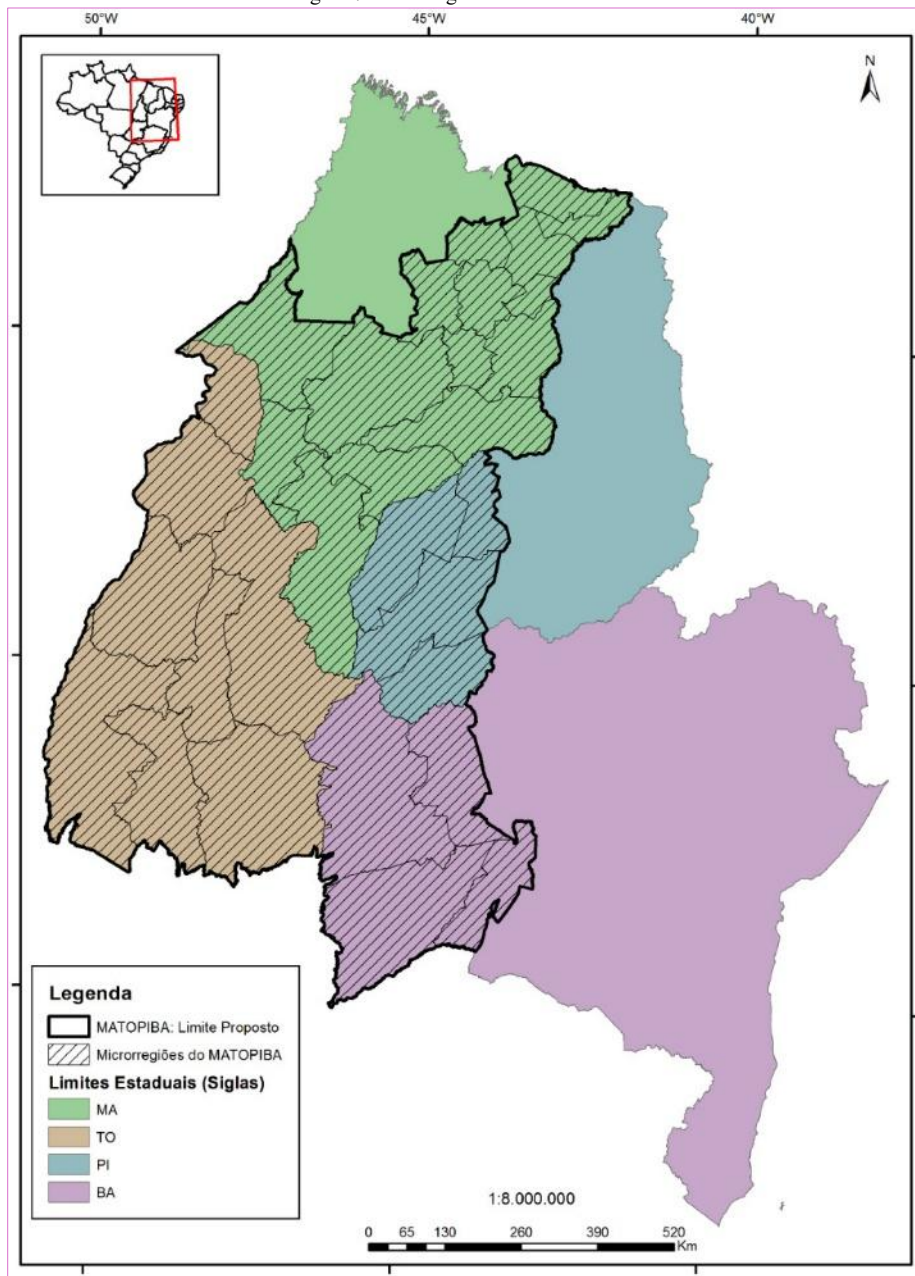 50°W 45°W 40°W
N
Legenda
MATOPIBA: Limite Proposto
Microrregiões do MATOPIBA
Limites Estaduais (Siglas)
MA
TO
PI
BA
1:8.000.000
0 65 130 260 390 520
Km